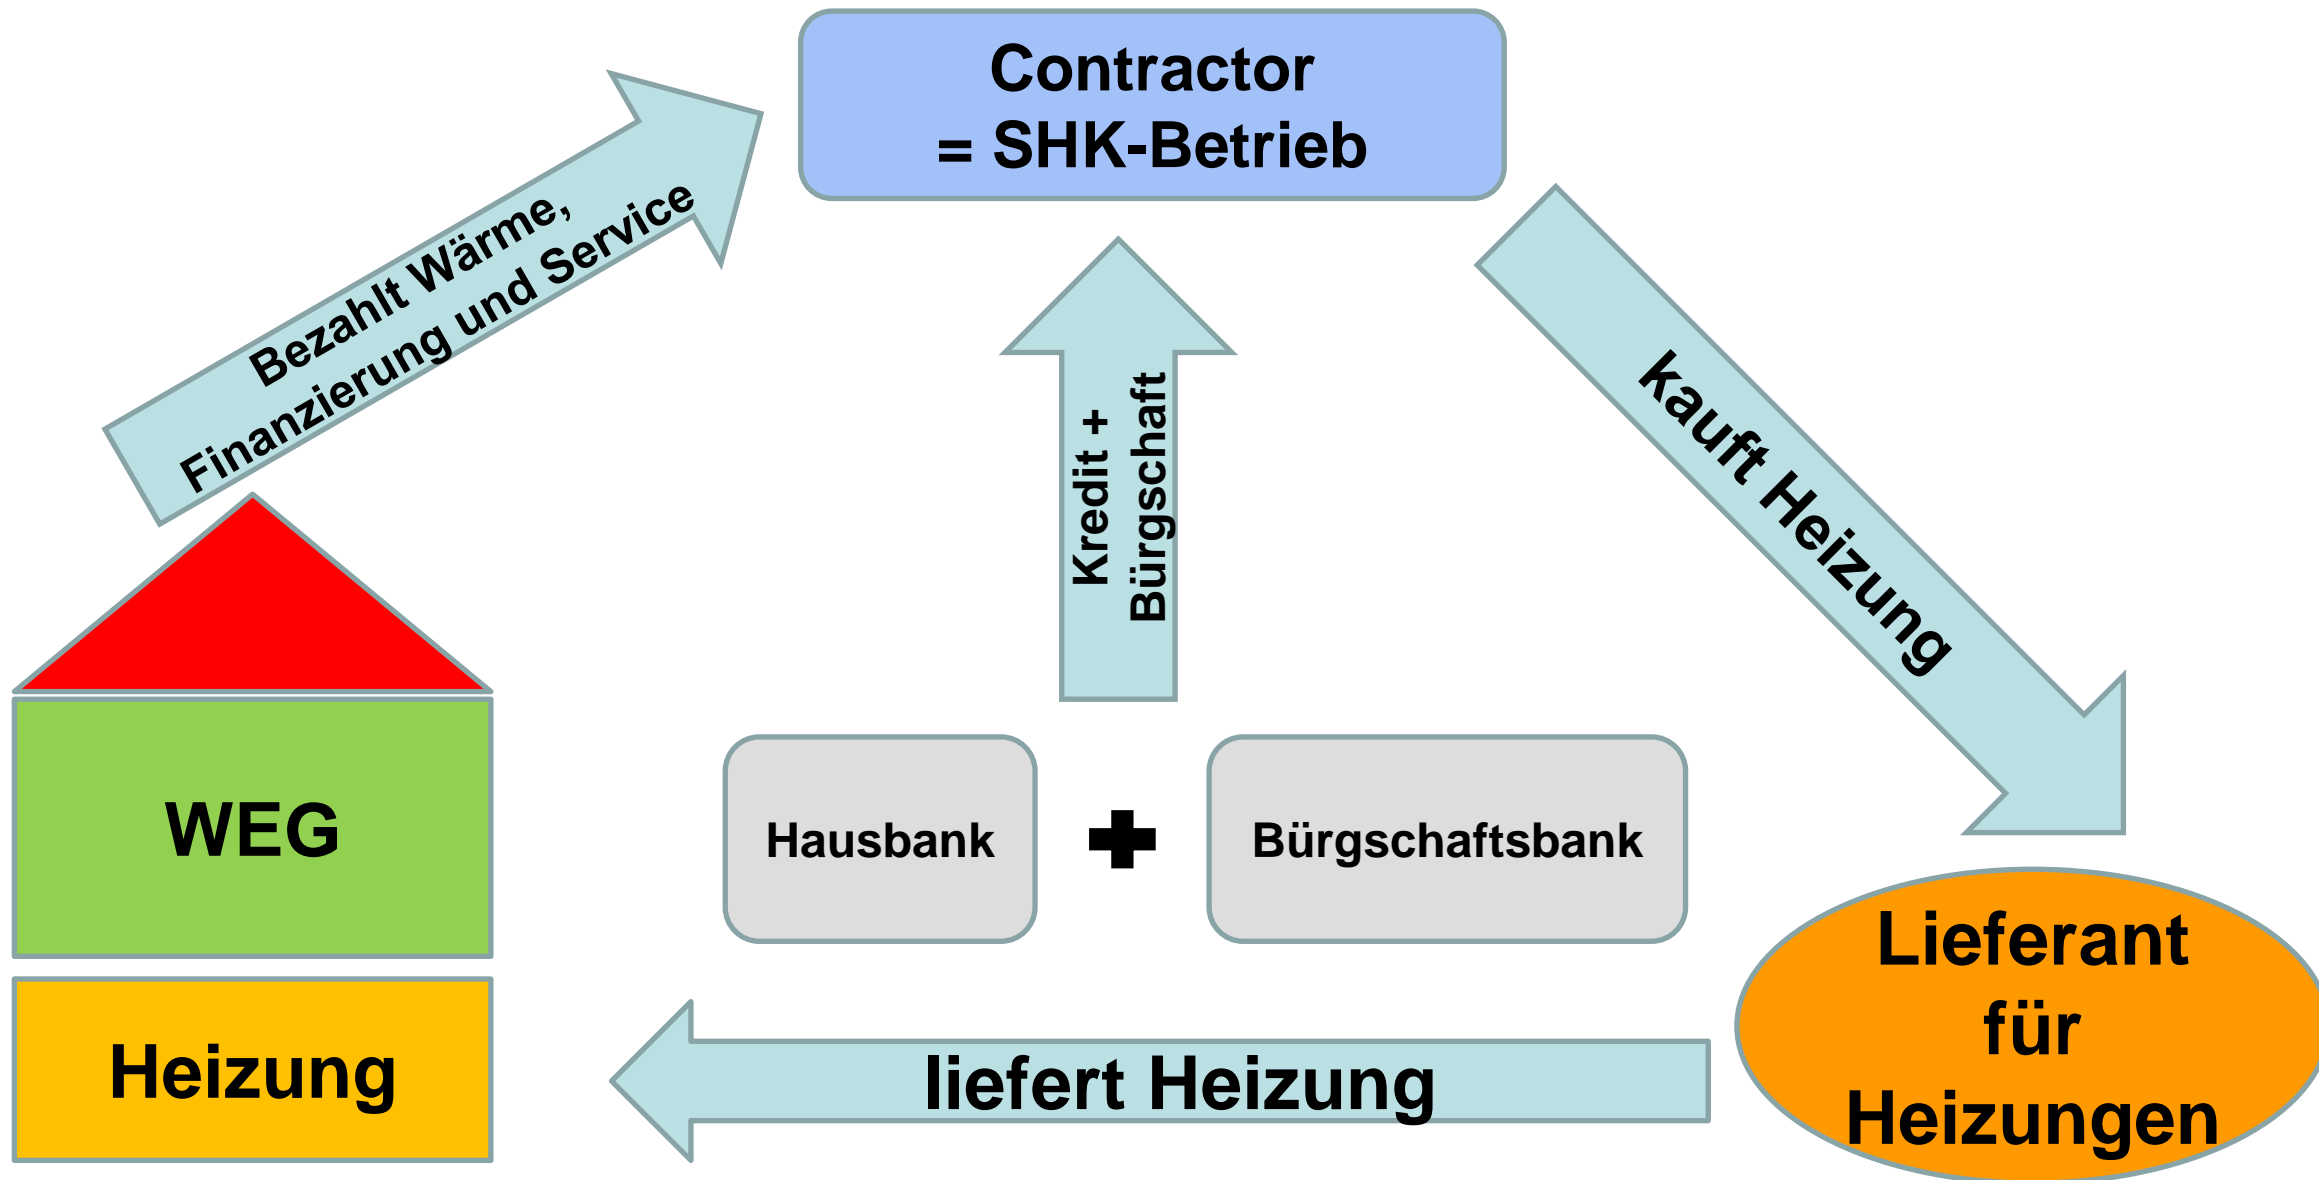 Contractor
= SHK-Betrieb
Bezahlt Wärme,
Finanzierung und Service
Kredit +
Bürgschaft
kauft Heizung
WEG
Hausbank
Bürgschaftsbank
Lieferant
für
Heizungen
Heizung
liefert Heizung